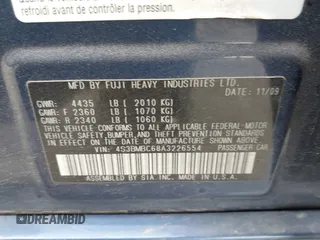 refroidi avant de contrôler la pression.
MFD BY FUJI HEAVY INDUSTRIES LTD.
DATE: 11/09
GVWR: 4435 LB ( 2010 KG)
GAWR: F 2360 LB ( 1070 KG)
GAWR: R 2340 LB ( 1060 KG)
THIS VEHICLE CONFORMS TO ALL APPLICABLE FEDERAL MOTOR
VEHICLE SAFETY, BUMPER, AND THEFT PREVENTION STANDARDS
IN EFFECT ON THE DATE OF MANUFACTURE SHOWN ABOVE.
VIN: 4S3BMBC68A3226554 PASSENGER CAR
ASSEMBLED BY SIA IN U.S.A.
© DREAMBID